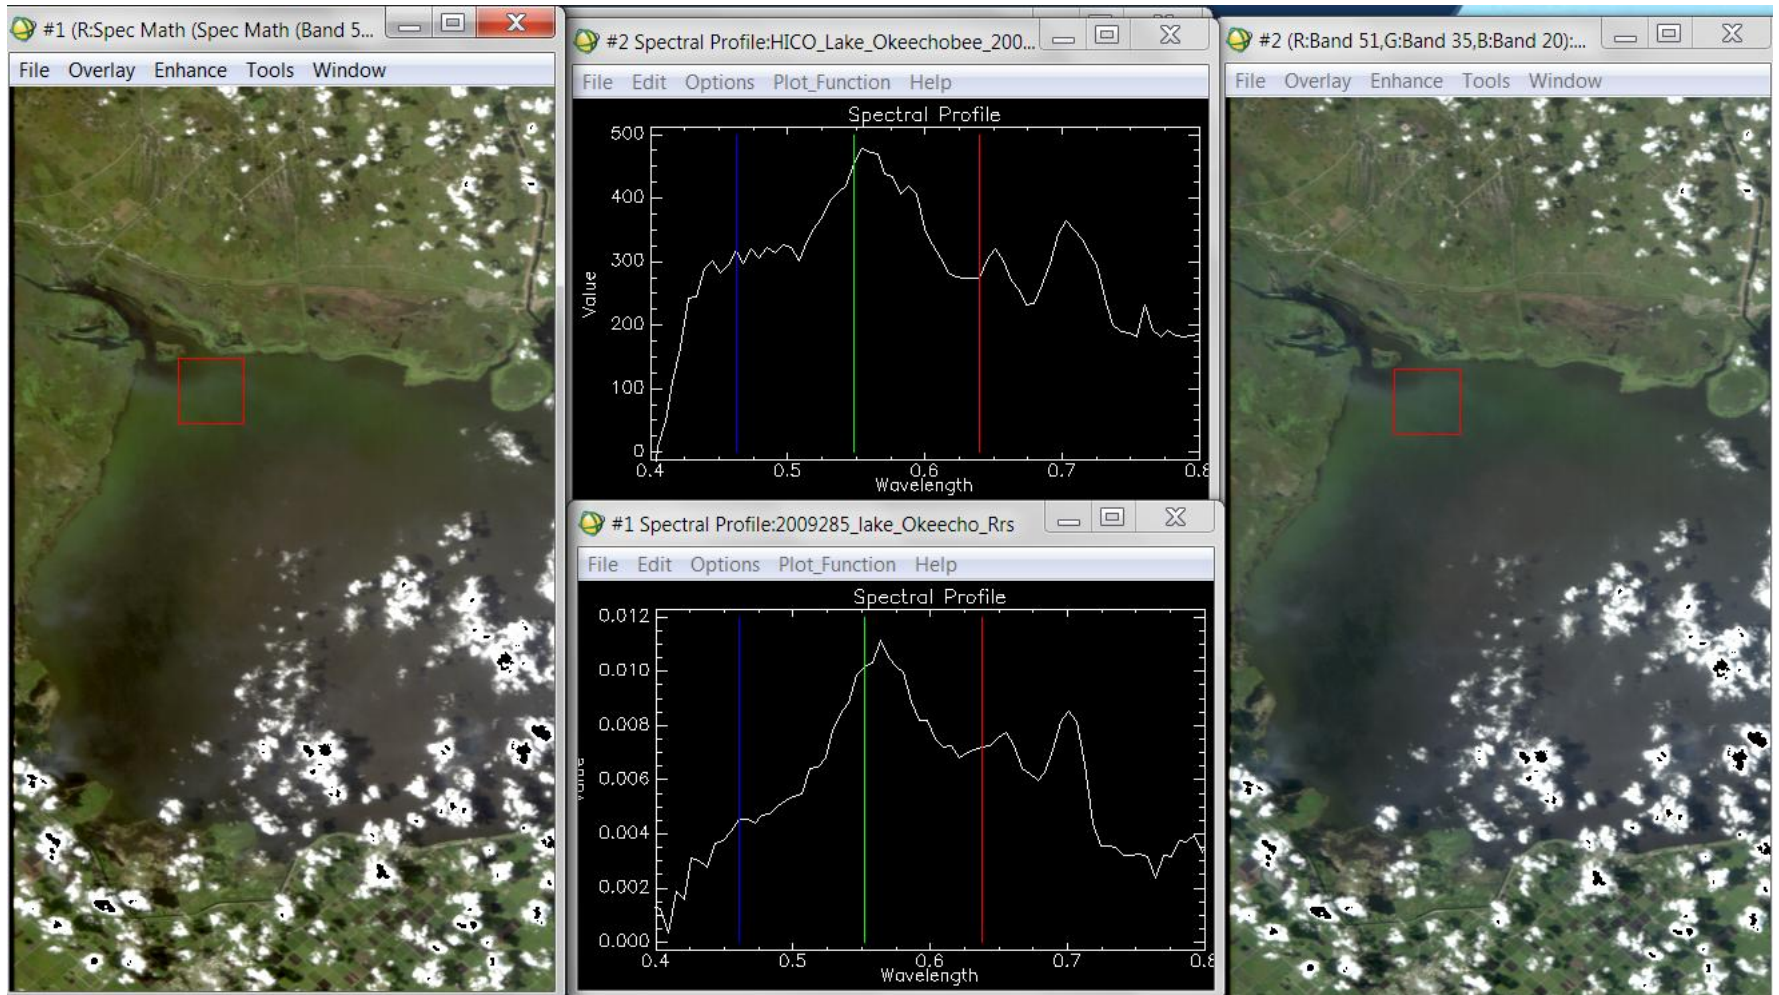 #1 (R:Spec Math (Spec Math (Band 5...
File Overlay Enhance Tools Window
#2 Spectral Profile:HICO_Lake_Okeechobee_200...
File Edit Options Plot_Function Help
Spectral Profile
500
400
300
200
100
0
Value
0.4 0.5 0.6 0.7 0.8
Wavelength
#1 Spectral Profile:2009285_lake_Okeecho_Rrs
File Edit Options Plot_Function Help
Spectral Profile
0.012
0.010
0.008
0.006
0.004
0.002
0.000
Value
0.4 0.5 0.6 0.7 0.8
Wavelength
#2 (R:Band 51,G:Band 35,B:Band 20):...
File Overlay Enhance Tools Window